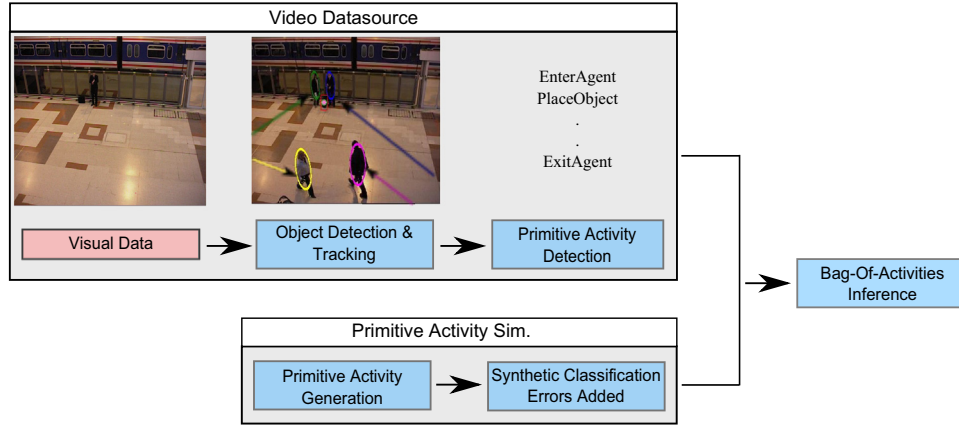 Video Datasource
EnterAgent
PlaceObject
.
.
ExitAgent
Visual Data
Object Detection &
Tracking
Primitive Activity
Detection
Bag-Of-Activities
Inference
Primitive Activity Sim.
Primitive Activity
Generation
Synthetic Classification
Errors Added